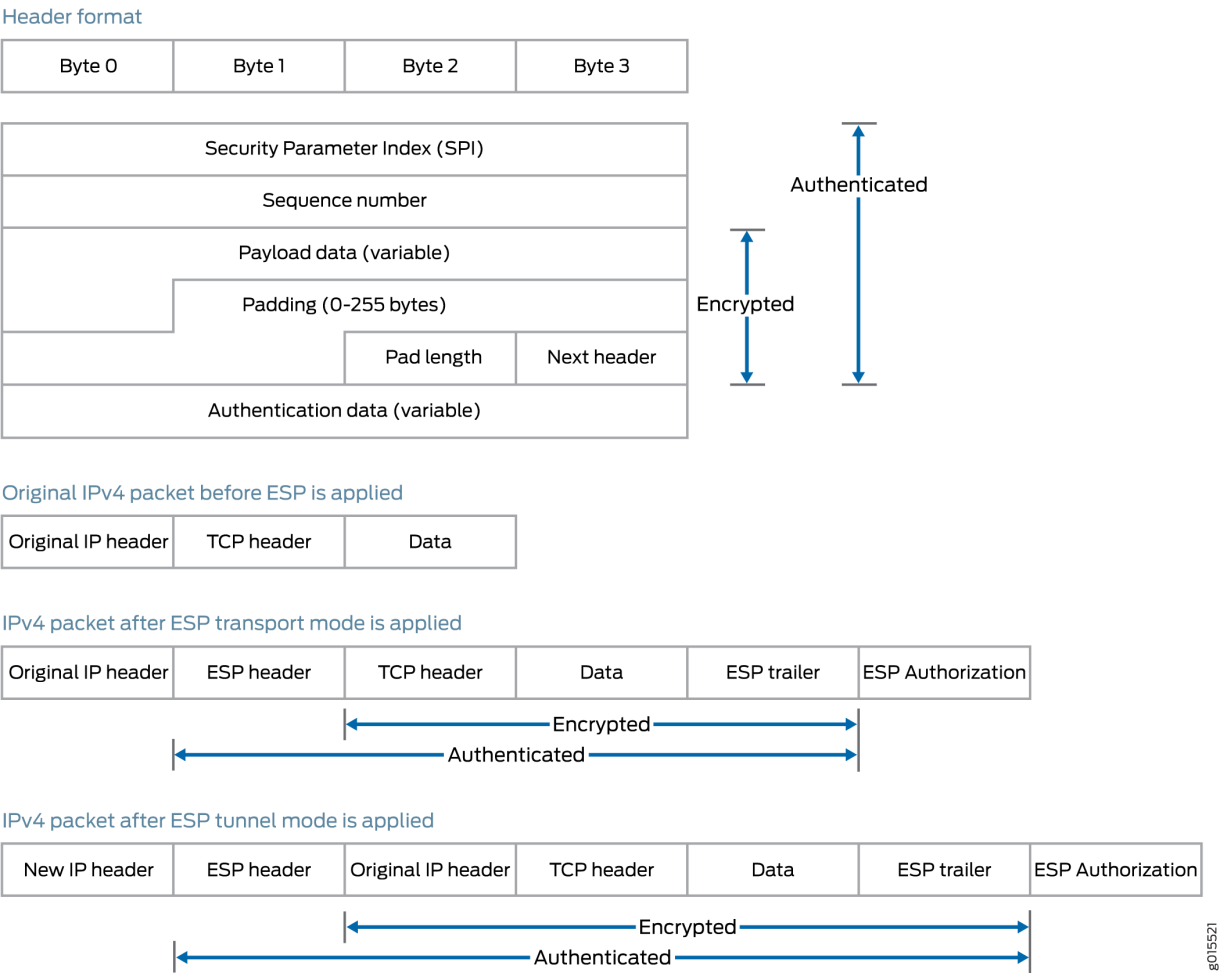 Header format
Byte 0 Byte 1 Byte 2 Byte 3
Security Parameter Index (SPI)
Sequence number
Payload data (variable)
Padding (0-255 bytes)
Pad length Next header
Authentication data (variable)
Authenticated
Encrypted
Original IPv4 packet before ESP is applied
Original IP header TCP header Data
IPv4 packet after ESP transport mode is applied
Original IP header ESP header TCP header Data ESP trailer ESP Authorization
Encrypted
Authenticated
IPv4 packet after ESP tunnel mode is applied
New IP header ESP header Original IP header TCP header Data ESP trailer ESP Authorization
Encrypted
Authenticated
g015521